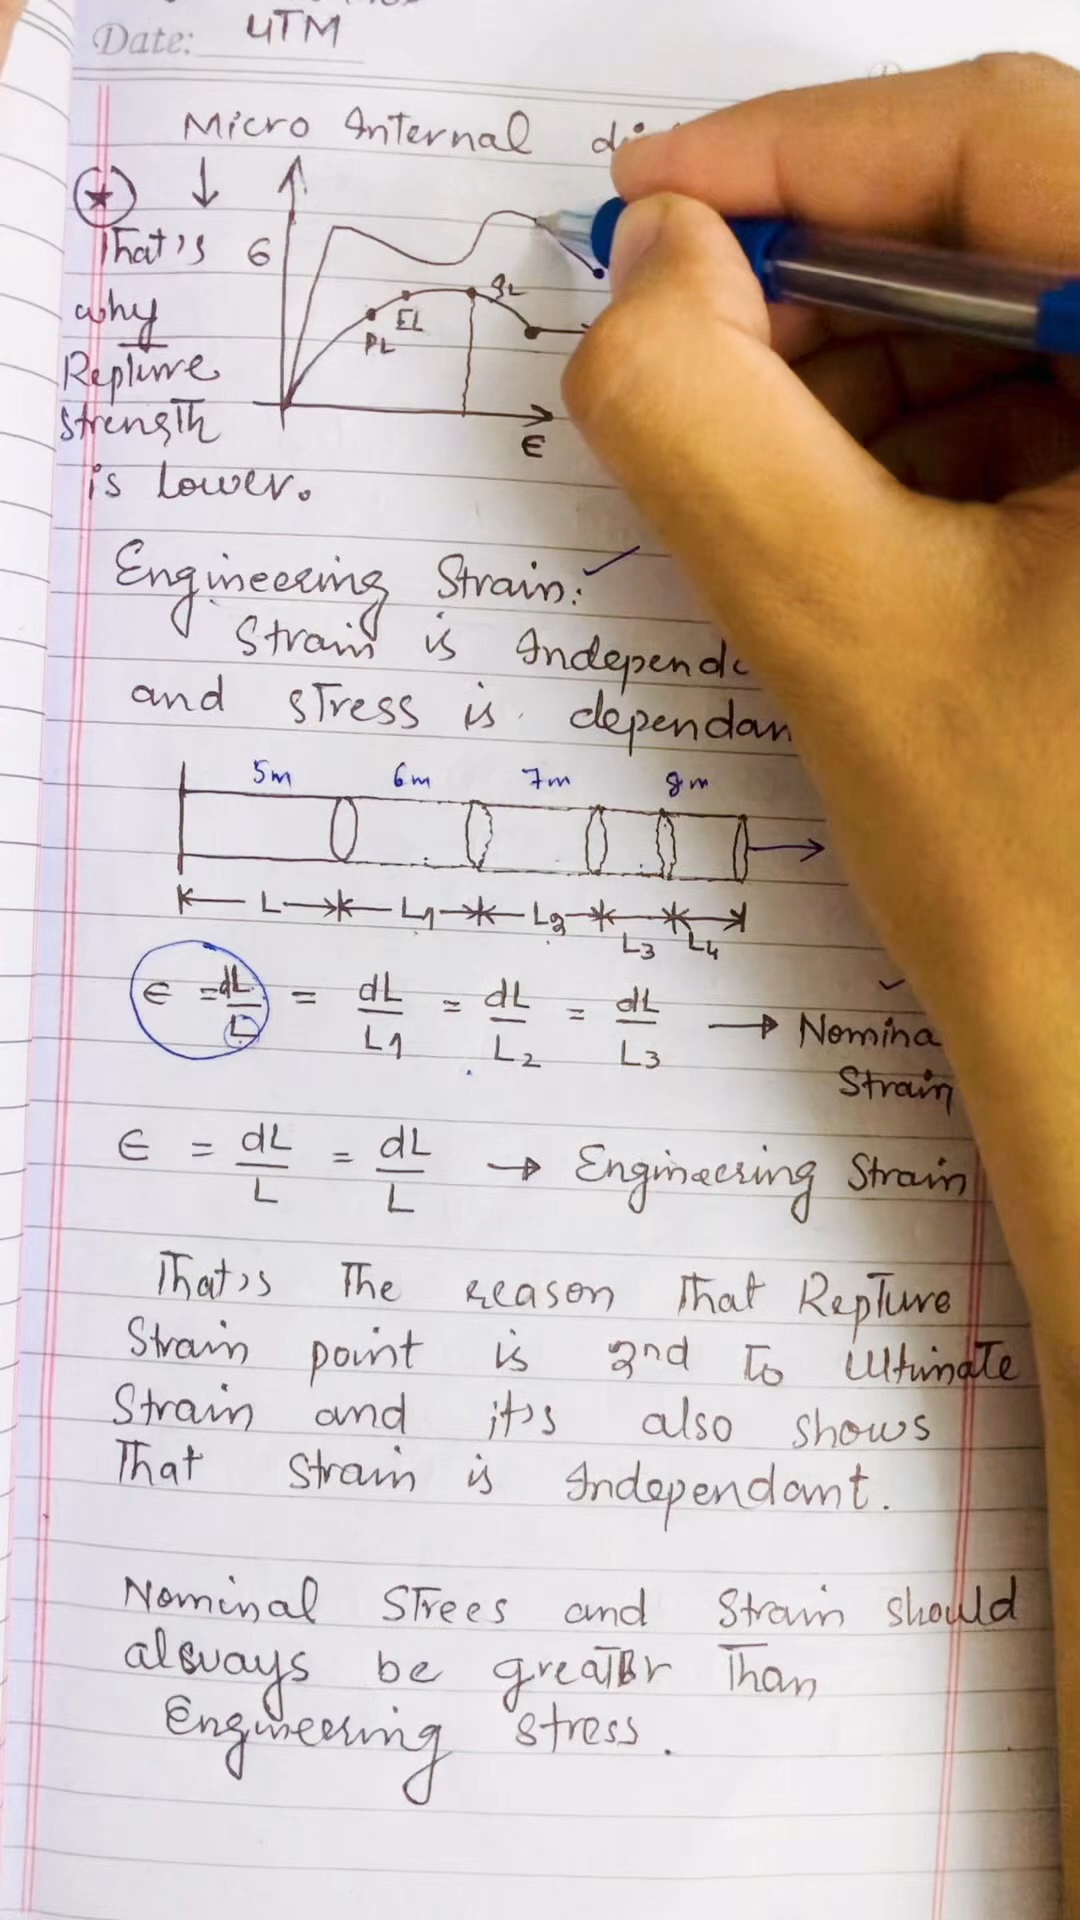 Date: UTM
Micro Internal
That's
why
Repture
strength
is Lower.
6
PL
EL
ϵ
Engineering Strain:
Strain is Independ
and stress is dependan
5m 6m 7m 8m
L L1 L2 L3 L4
ϵ = dL/L = dL/L1 = dL/L2 = dL/L3 → Nomina
Strain
ϵ = dL/L = dL/L → Engineering Strain
That's The reason That Repture
Strain point is 2nd To Ultimate
Strain and it's also shows
That Strain is Independant.
Nominal STrees and Strain should
always be greater Than
Engineering stress.